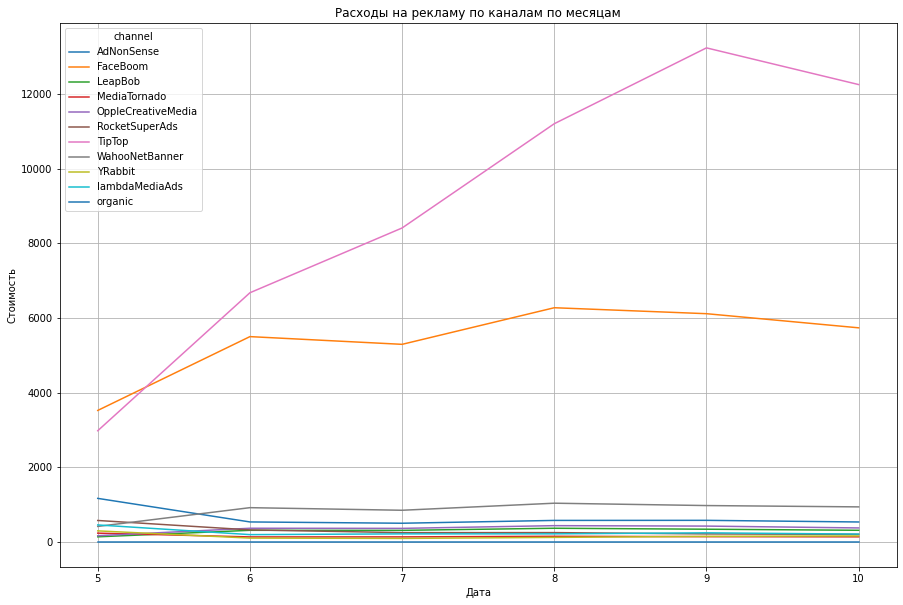 Расходы на рекламу по каналам по месяцам
channel
AdNonSense
FaceBoom
LeapBob
MediaTornado
OppleCreativeMedia
RocketSuperAds
TipTop
WahooNetBanner
YRabbit
lambdaMediaAds
organic
Стоимость
12000
10000
8000
6000
4000
2000
0
5
6
7
8
9
10
Дата